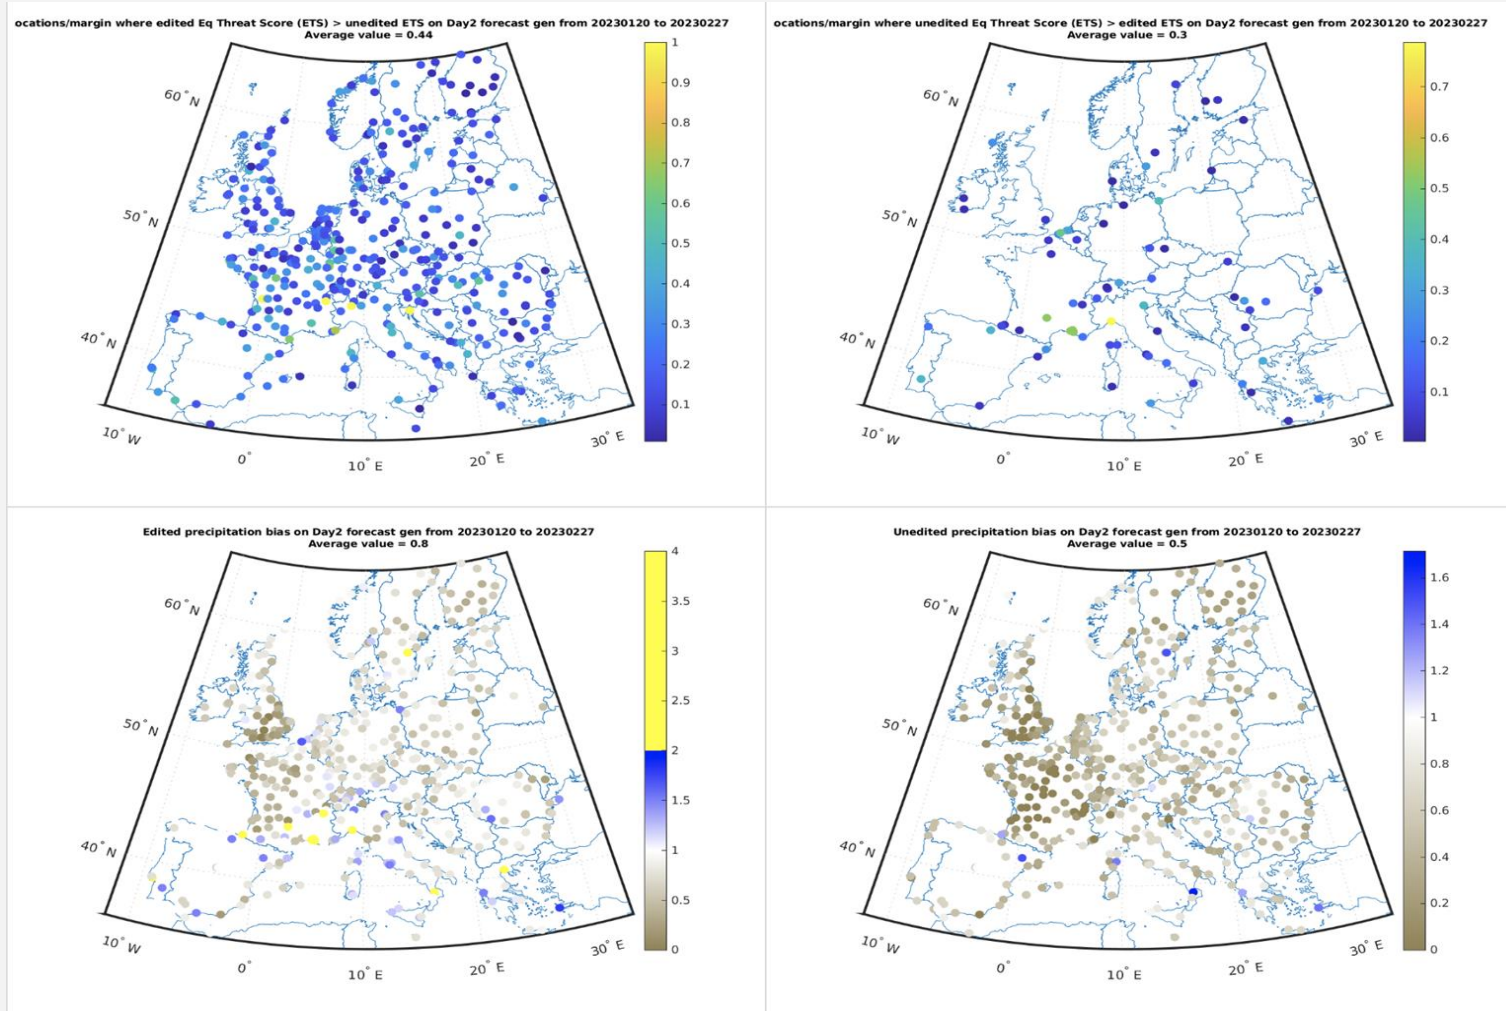 ocations/margin where edited Eq Threat Score (ETS) > unedited ETS on Day2 forecast gen from 20230120 to 20230227
Average value = 0.44
60°N
50°N
40°N
10°W
0°
10°E
20°E
30°E
1
0.9
0.8
0.7
0.6
0.5
0.4
0.3
0.2
0.1
ocations/margin where unedited Eq Threat Score (ETS) > edited ETS on Day2 forecast gen from 20230120 to 20230227
Average value = 0.3
60°N
50°N
40°N
10°W
0°
10°E
20°E
30°E
0.7
0.6
0.5
0.4
0.3
0.2
0.1
Edited precipitation bias on Day2 forecast gen from 20230120 to 20230227
Average value = 0.8
60°N
50°N
40°N
10°W
0°
10°E
20°E
30°E
4
3.5
3
2.5
2
1.5
1
0.5
0
Unedited precipitation bias on Day2 forecast gen from 20230120 to 20230227
Average value = 0.5
60°N
50°N
40°N
10°W
0°
10°E
20°E
30°E
1.6
1.4
1.2
1
0.8
0.6
0.4
0.2
0